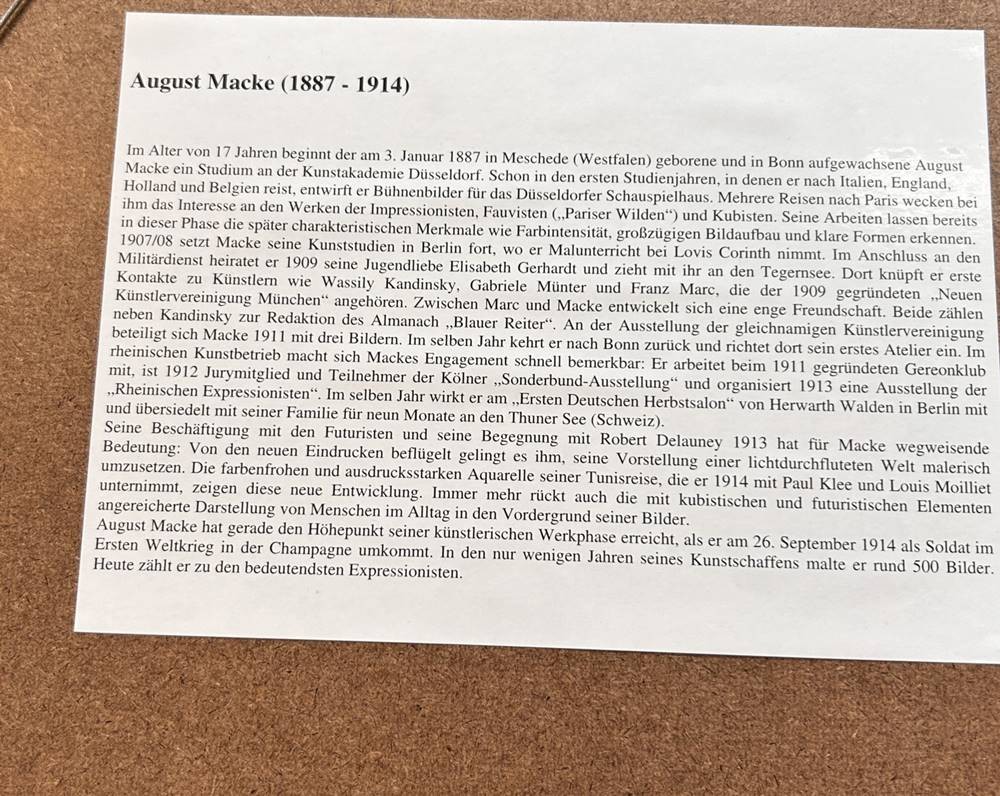 August Macke (1887 - 1914)
Im Alter von 17 Jahren beginnt der am 3. Januar 1887 in Meschede (Westfalen) geborene und in Bonn aufgewachsene August
Macke ein Studium an der Kunstakademie Düsseldorf. Schon in den ersten Studienjahren, in denen er nach Italien, England,
Holland und Belgien reist, entwirft er Bühnenbilder für das Düsseldorfer Schauspielhaus. Mehrere Reisen nach Paris wecken bei
ihm das Interesse an den Werken der Impressionisten, Fauvisten („Pariser Wilden“) und Kubisten. Seine Arbeiten lassen bereits
in dieser Phase die später charakteristischen Merkmale wie Farbintensität, großzügigen Bildaufbau und klare Formen erkennen.
1907/08 setzt Macke seine Kunststudien in Berlin fort, wo er Malunterricht bei Lovis Corinth nimmt. Im Anschluss an den
Militärdienst heiratet er 1909 seine Jugendliebe Elisabeth Gerhardt und zieht mit ihr an den Tegernsee. Dort knüpft er erste
Kontakte zu Künstlern wie Wassily Kandinsky, Gabriele Münter und Franz Marc, die der 1909 gegründeten „Neuen
Künstlervereinigung München“ angehören. Zwischen Marc und Macke entwickelt sich eine enge Freundschaft. Beide zählen
neben Kandinsky zur Redaktion des Almanach „Blauer Reiter“. An der Ausstellung der gleichnamigen Künstlervereinigung
beteiligt sich Macke 1911 mit drei Bildern. Im selben Jahr kehrt er nach Bonn zurück und richtet dort sein erstes Atelier ein. Im
rheinischen Kunstbetrieb macht sich Mackes Engagement schnell bemerkbar: Er arbeitet beim 1911 gegründeten Gereonklub
mit, ist 1912 Jurymitglied und Teilnehmer der Kölner „Sonderbund-Ausstellung“ und organisiert 1913 eine Ausstellung der
„Rheinischen Expressionisten“. Im selben Jahr wirkt er am „Ersten Deutschen Herbstsalon“ von Herwarth Walden in Berlin mit
und übersiedelt mit seiner Familie für neun Monate an den Thuner See (Schweiz).
Seine Beschäftigung mit den Futuristen und seine Begegnung mit Robert Delauney 1913 hat für Macke wegweisende
Bedeutung: Von den neuen Eindrucken beflügelt gelingt es ihm, seine Vorstellung einer lichtdurchfluteten Welt malerisch
umzusetzen. Die farbenfrohen und ausdrucksstarken Aquarelle seiner Tunisreise, die er 1914 mit Paul Klee und Louis Moilliet
unternimmt, zeigen diese neue Entwicklung. Immer mehr rückt auch die mit kubistischen und futuristischen Elementen
angereicherte Darstellung von Menschen im Alltag in den Vordergrund seiner Bilder.
August Macke hat gerade den Höhepunkt seiner künstlerischen Werkphase erreicht, als er am 26. September 1914 als Soldat im
Ersten Weltkrieg in der Champagne umkommt. In den nur wenigen Jahren seines Kunstschaffens malte er rund 500 Bilder.
Heute zählt er zu den bedeutendsten Expressionisten.